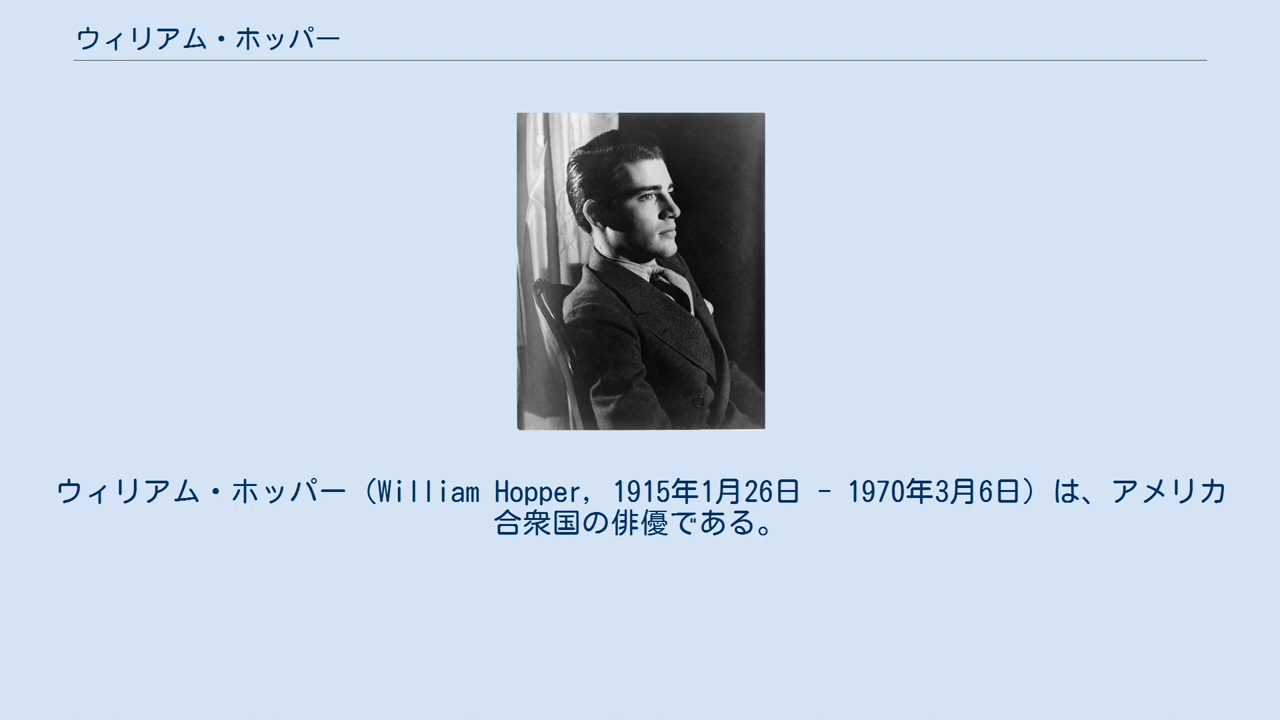 ウィリアム・ホッパー
ウィリアム・ホッパー（William Hopper, 1915年1月26日 - 1970年3月6日）は、アメリカ
合衆国の俳優である。